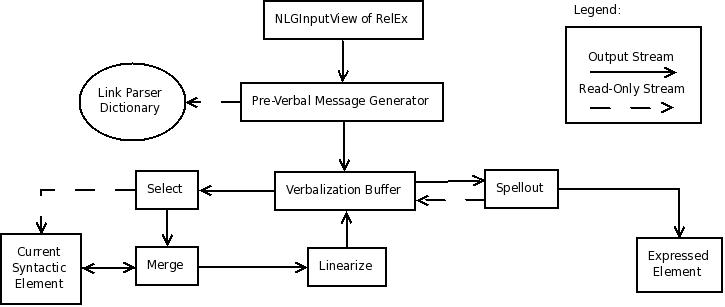 NLGInputView of RelEx
Legend:
Output Stream
Read-Only Stream
Link Parser
Dictionary
Pre-Verbal Message Generator
Select
Verbalization Buffer
Spellout
Current
Syntactic
Element
Merge
Linearize
Expressed
Element